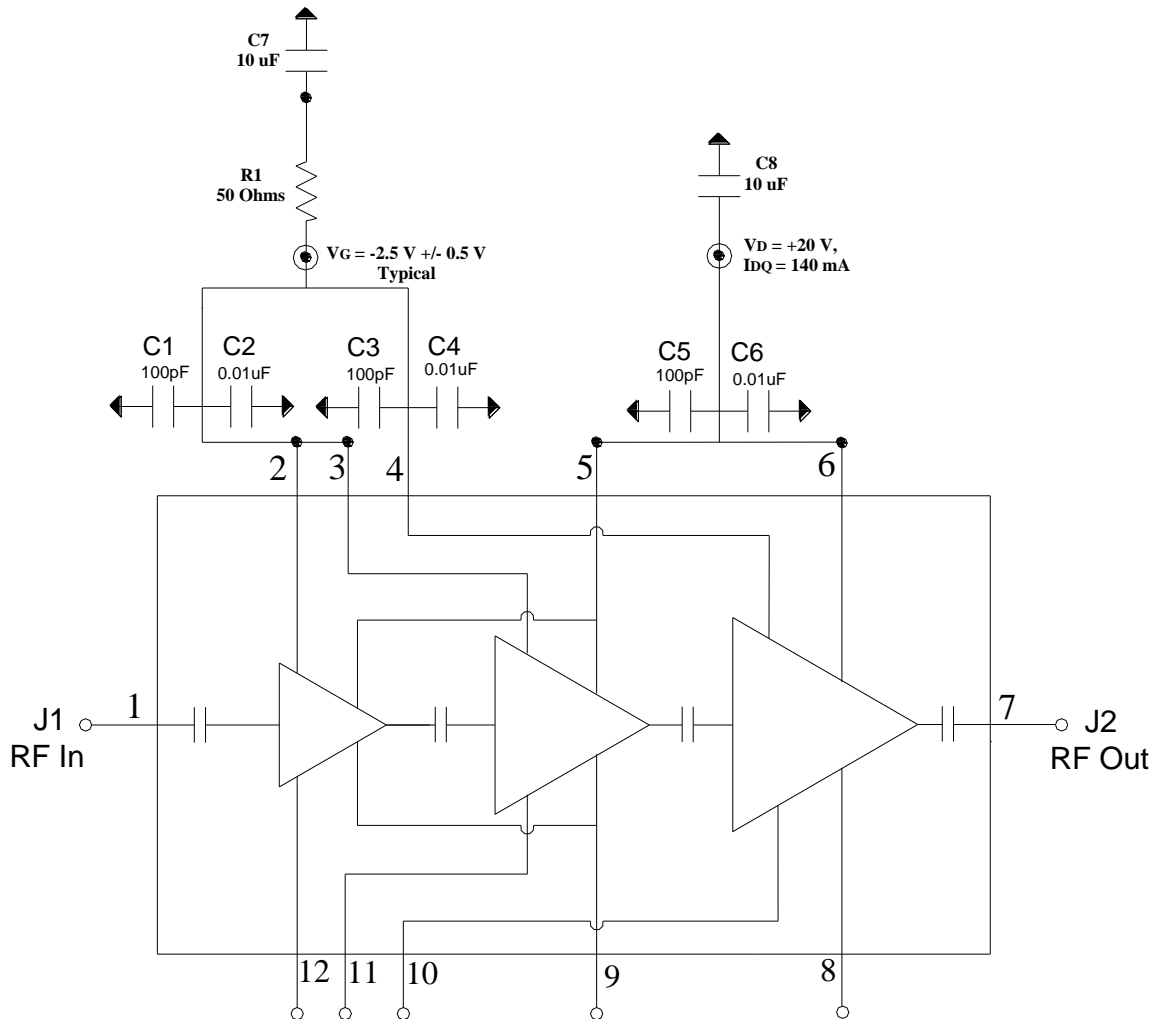 C7
10 uF
R1
50 Ohms
VG = -2.5 V +/- 0.5 V
Typical
C8
10 uF
VD = +20 V,
IDQ = 140 mA
C1
100pF
C2
0.01uF
C3
100pF
C4
0.01uF
C5
100pF
C6
0.01uF
2
3
4
5
6
J1
RF In
1
7
J2
RF Out
12
11
10
9
8